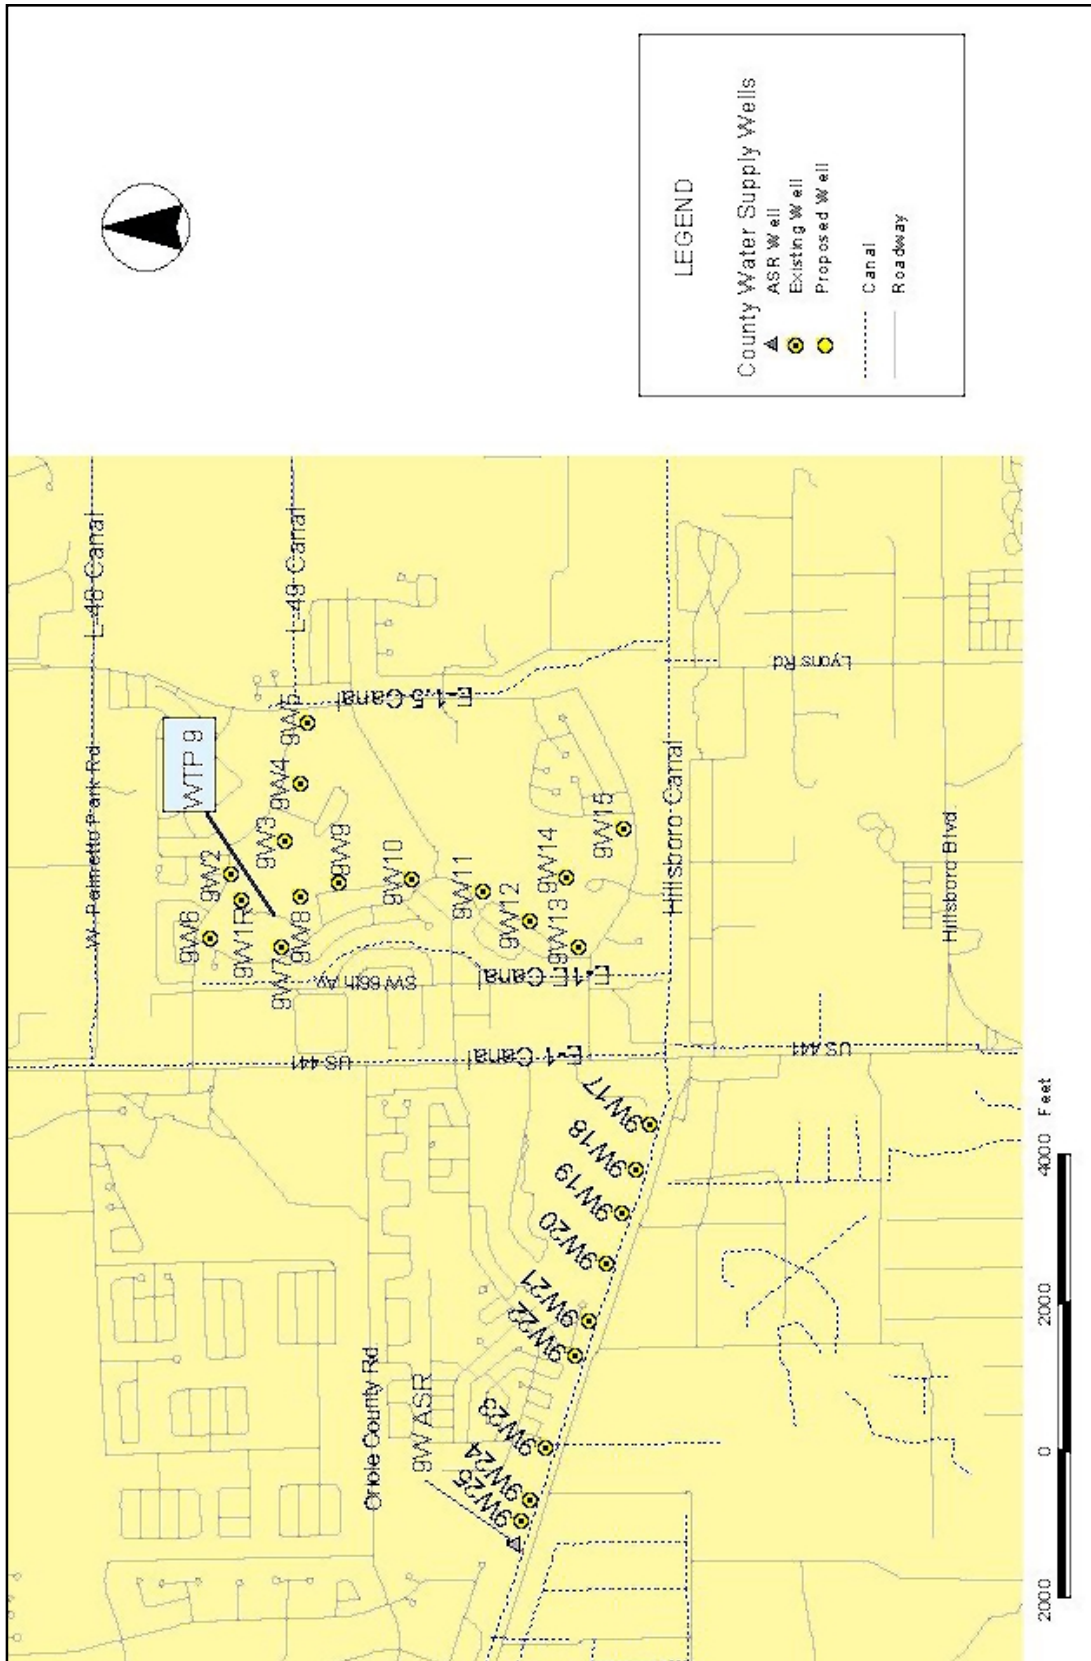 LEGEND
County Water Supply Wells
ASR Well
Existing Well
Proposed Well
Canal
Roadway
W Palmetto Park Rd
L-48 Canal
L-49 Canal
WTP 9
9W6
9W2
9W1R
9W7
9W8
9W3
9W4
9W5
9W9
9W10
9W11
9W12
9W13
9W14
9W15
E-1.5 Canal
SW 66th Av
E-1E Canal
US 441
E-1 Canal
US 441
Hillsboro Canal
Lyons Rd
Hillsboro Blvd.
Oriole County Rd
9W ASR
9W25
9W24
9W23
9W22
9W21
9W20
9W19
9W18
9W17
2000
0
2000
4000 Feet